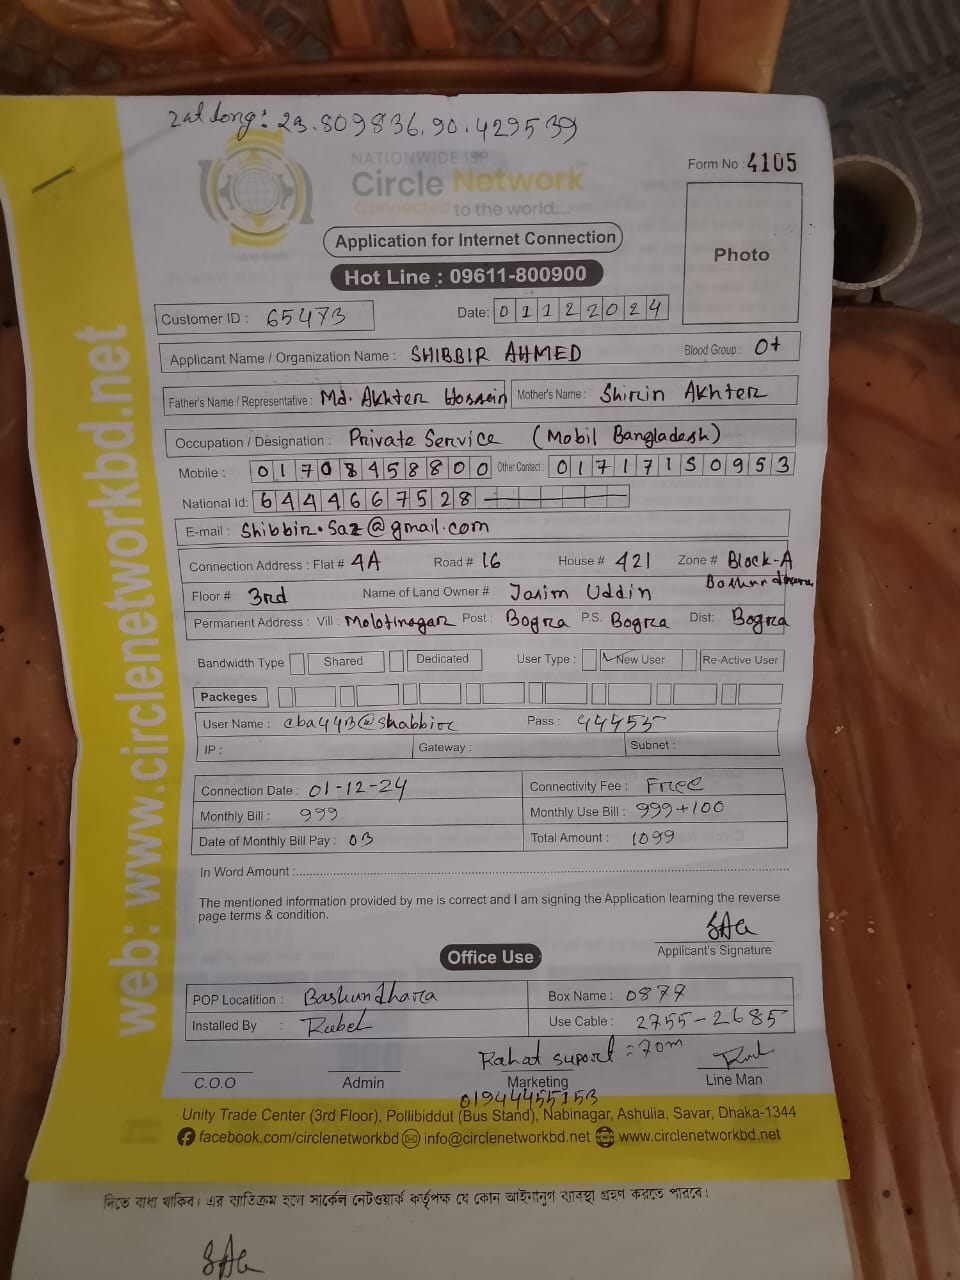 Lat Long: 23.809836, 90.429539
NATIONWIDE ISP
Circle Network
Connected to the world....
Form No : 4105
Photo
Application for Internet Connection
Hot Line : 09611-800900
Customer ID : 65473
Date: 01122024
Applicant Name / Organization Name : SHIBBIR AHMED Blood Group : O+
Father's Name / Representative : Md. Akhter Hossein Mother's Name : Shirin Akhter
Occupation / Designation : Private Service (Mobil Bangladesh)
Mobile : 01708458800 Other Contact : 01717150953
National Id: 6444667528
E-mail : Shibbir.saz@gmail.com
Connection Address : Flat # 4A Road # 16 House # 421 Zone # Block-A
Floor # 3rd Name of Land Owner # Jasim Uddin
Permanent Address : Vill : Post : Bogra P.S. Bogra Dist: Bogra
Bandwidth Type Shared Dedicated User Type : New User Re-Active User
Packeges
User Name : Pass : 44455
IP : Gateway : Subnet :
Connection Date : 01-12-24 Connectivity Fee : Free
Monthly Bill : 999 Monthly Use Bill : 999+100
Date of Monthly Bill Pay : 03 Total Amount : 1099
In Word Amount :
The mentioned information provided by me is correct and I am signing the Application learning the reverse
page terms & condition.
Applicant's Signature
Office Use
POP Locatition : Bashundhara Box Name : 0879
Installed By : Rubel Use Cable : 2755-2685
Rahat suport = 70m
C.O.O Admin Marketing Line Man
01944455153
Unity Trade Center (3rd Floor), Pollibiddut (Bus Stand), Nabinagar, Ashulia, Savar, Dhaka-1344
facebook.com/circlenetworkbd info@circlenetworkbd.net www.circlenetworkbd.net
web: www.circlenetworkbd.net
দিতে বাধ্য থাকিব। এর ব্যতিক্রম হলে সার্কেল নেটওয়ার্ক কর্তৃপক্ষ যে কোন আইনানুগ ব্যবস্থা গ্রহণ করতে পারবে।